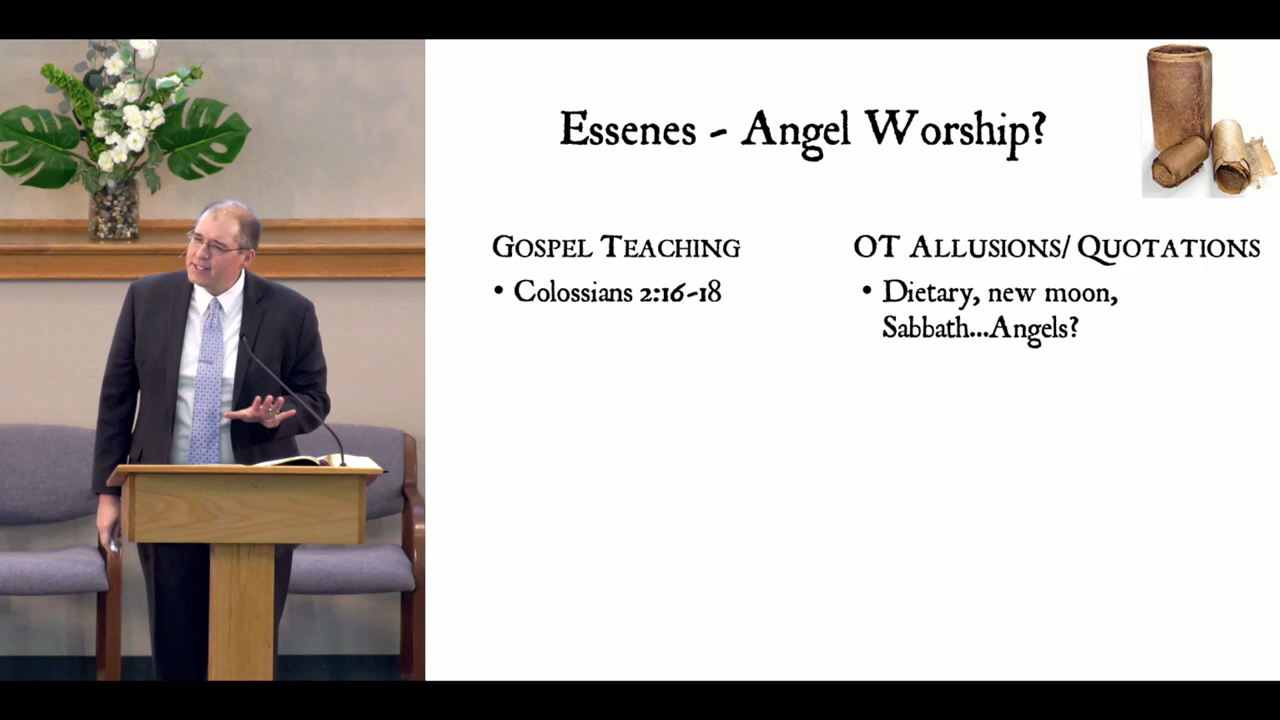 Essenes - Angel Worship?
Gospel Teaching
• Colossians 2:16-18
OT Allusions/ Quotations
• Dietary, new moon,
Sabbath...Angels?